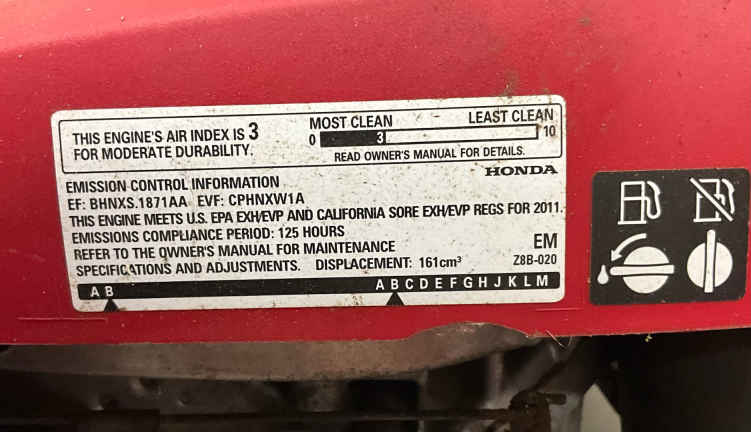 THIS ENGINE'S AIR INDEX IS 3
FOR MODERATE DURABILITY.
MOST CLEAN LEAST CLEAN
0 3 10
READ OWNER'S MANUAL FOR DETAILS.
HONDA
EMISSION CONTROL INFORMATION
EF: BHNXS.1871AA EVF: CPHNXW1A
THIS ENGINE MEETS U.S. EPA EXH/EVP AND CALIFORNIA SORE EXH/EVP REGS FOR 2011.
EMISSIONS COMPLIANCE PERIOD: 125 HOURS
REFER TO THE OWNER'S MANUAL FOR MAINTENANCE
SPECIFICATIONS AND ADJUSTMENTS. DISPLACEMENT: 161cm³
EM
Z8B-020
A B A B C D E F G H J K L M